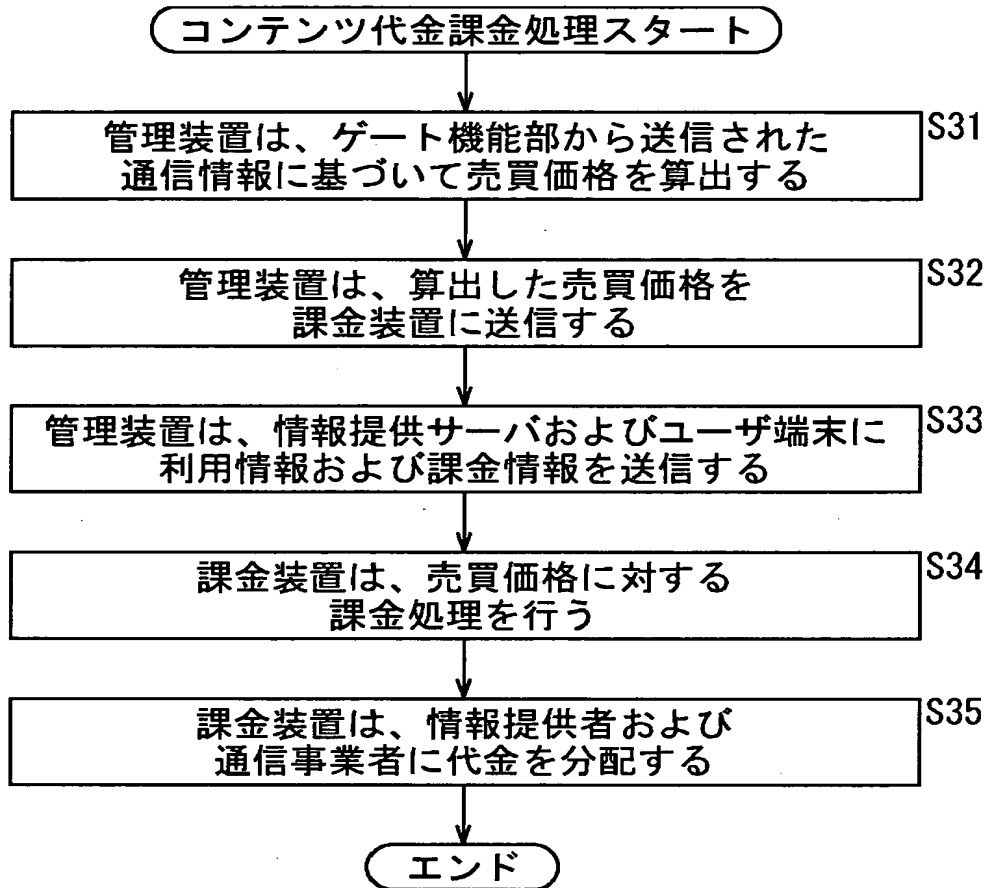 コンテンツ代金課金処理スタート
S31
管理装置は、ゲート機能部から送信された
通信情報に基づいて売買価格を算出する
S32
管理装置は、算出した売買価格を
課金装置に送信する
S33
管理装置は、情報提供サーバおよびユーザ端末に
利用情報および課金情報を送信する
S34
課金装置は、売買価格に対する
課金処理を行う
S35
課金装置は、情報提供者および
通信事業者に代金を分配する
エンド